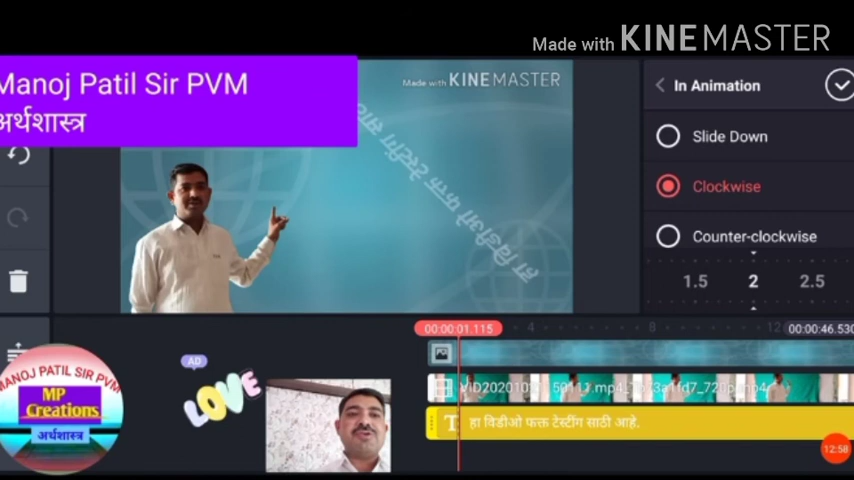 Made with KINEMASTER
Manoj Patil Sir PVM
अर्थशास्त्र
Made with KINEMASTER
हा विडीओ फक्त टेस्टींग साठी
In Animation
Slide Down
Clockwise
Counter-clockwise
1.5 2 2.5
00:00:01.115
4 8 12
00:00:46.530
MANOJ PATIL SIR PVM
MP
Creations
अर्थशास्त्र
AD
LOVE
हा विडीओ फक्त टेस्टींग साठी आहे.
12:58